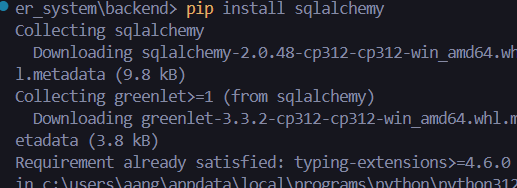 er_system\backend> pip install sqlalchemy
Collecting sqlalchemy
  Downloading sqlalchemy-2.0.48-cp312-cp312-win_amd64.wh
l.metadata (9.8 kB)
Collecting greenlet>=1 (from sqlalchemy)
  Downloading greenlet-3.3.2-cp312-cp312-win_amd64.whl.m
etadata (3.8 kB)
Requirement already satisfied: typing-extensions>=4.6.0
in c:\users\aang\appdata\local\programs\python\python312